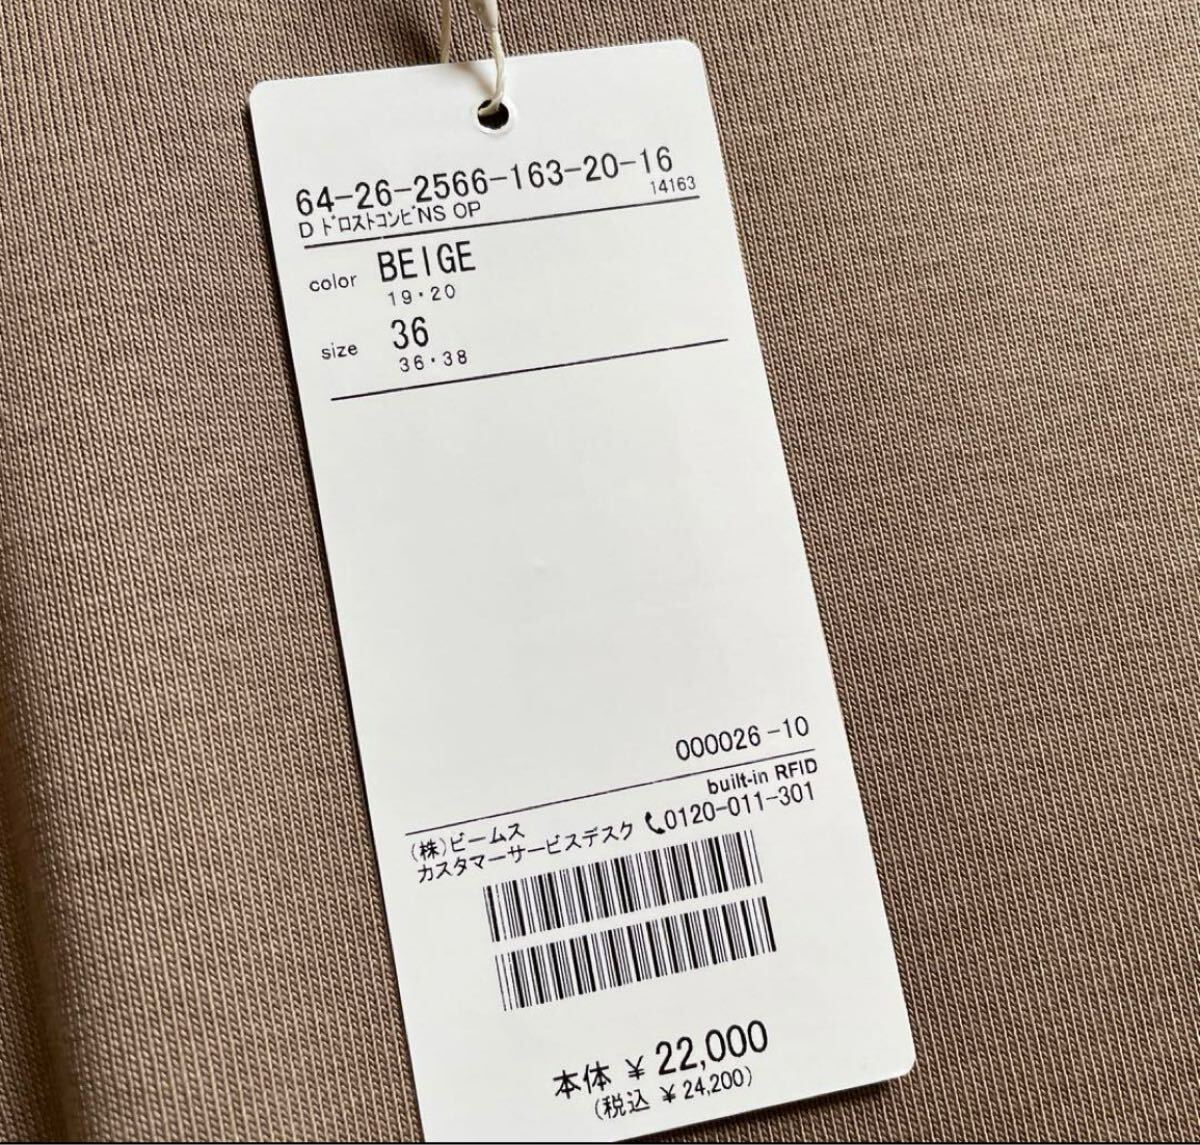 64-26-2566-163-20-16
D ﾄﾞﾛｽﾄｺﾝﾋﾞNS OP 14163
color BEIGE
19・20
size 36
36・38
000026-10
built-in RFID
(株)ビームス
カスタマーサービスデスク 0120-011-301
本体 ¥ 22,000
(税込 ¥ 24,200)